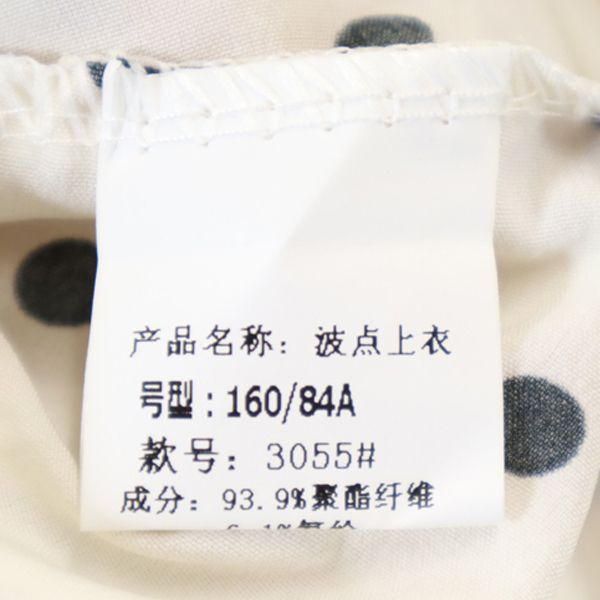 产品名称：波点上衣
号型：160/84A
款号：3055#
成分：93.9%聚酯纤维